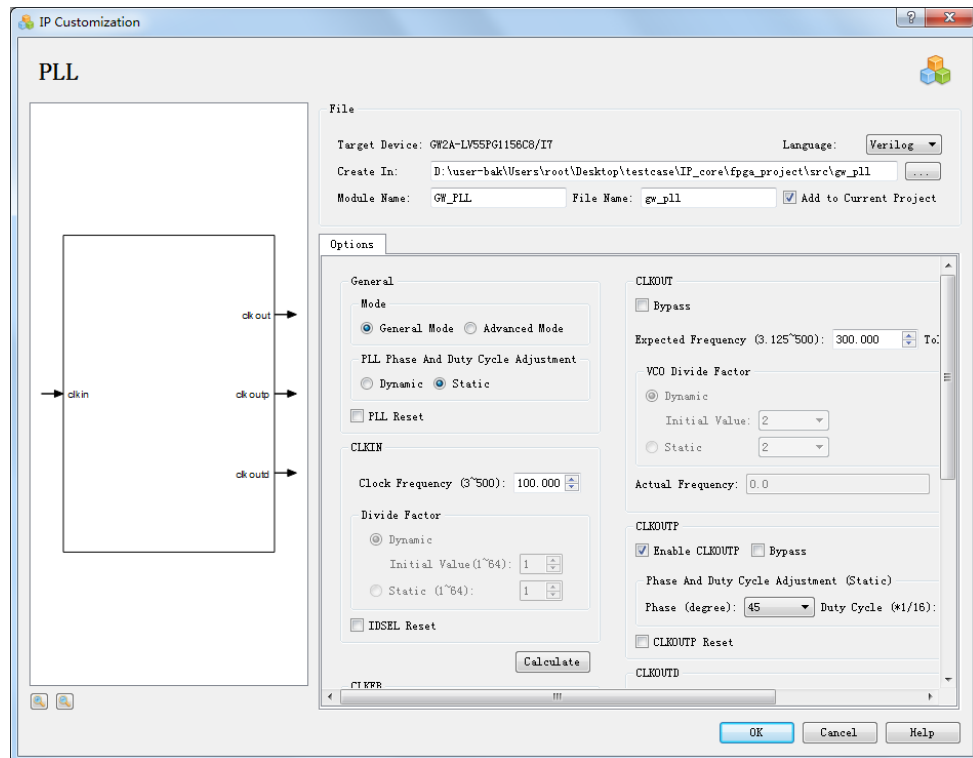 IP Customization
PLL
clkin
clkout
clkoutp
clkoutd
File
Target Device: GW2A-LV55PG1156C8/I7
Language: Verilog
Create In: D:\user-bak\Users\root\Desktop\testcase\IP_core\fpga_project\src\gw_pll ...
Module Name: GW_PLL File Name: gw_pll Add to Current Project
Options
General
Mode
General Mode Advanced Mode
PLL Phase And Duty Cycle Adjustment
Dynamic Static
PLL Reset
CLKIN
Clock Frequency (3~500): 100.000
Divide Factor
Dynamic
Initial Value(1~64): 1
Static (1~64): 1
IDSEL Reset
Calculate
CLKFB
CLKOUT
Bypass
Expected Frequency (3.125~500): 300.000
VCO Divide Factor
Dynamic
Initial Value: 2
Static 2
Actual Frequency: 0.0
CLKOUTP
Enable CLKOUTP Bypass
Phase And Duty Cycle Adjustment (Static)
Phase (degree): 45 Duty Cycle (*1/16):
CLKOUTP Reset
CLKOUTD
OK Cancel Help